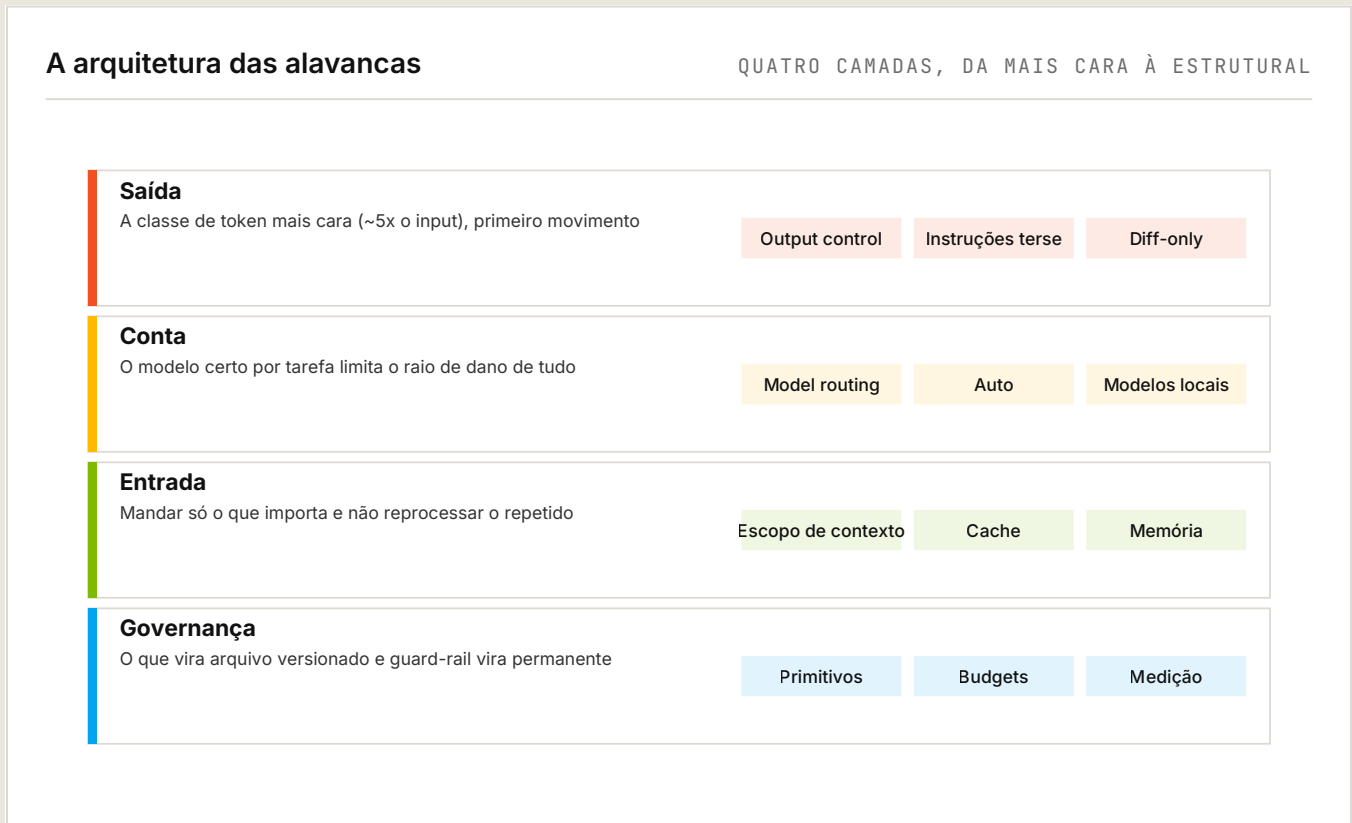 A arquitetura das alavancas
QUATRO CAMADAS, DA MAIS CARA À ESTRUTURAL
Saída
A classe de token mais cara (~5x o input), primeiro movimento
Output control
Instruções terse
Diff-only
Conta
O modelo certo por tarefa limita o raio de dano de tudo
Model routing
Auto
Modelos locais
Entrada
Mandar só o que importa e não reprocessar o repetido
Escopo de contexto
Cache
Memória
Governança
O que vira arquivo versionado e guard-rail vira permanente
Primitivos
Budgets
Medição